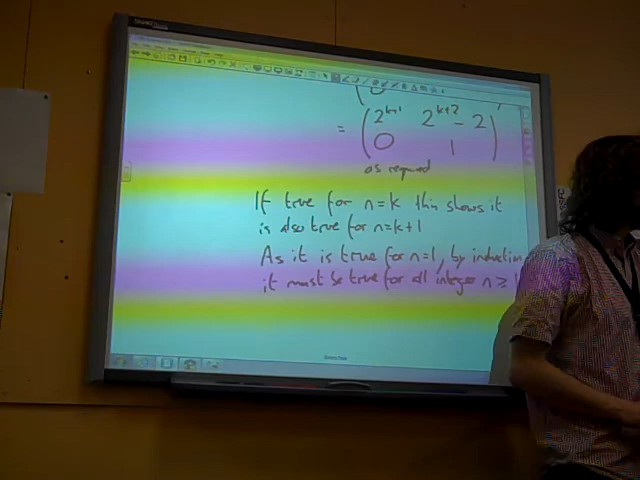 = ( 2^{k+1} 2^{k+2} - 2
0 1 )
as required
If true for n=k this shows it
is also true for n=k+1
As it is true for n=1, by induction
it must be true for all integer n ≥ 1